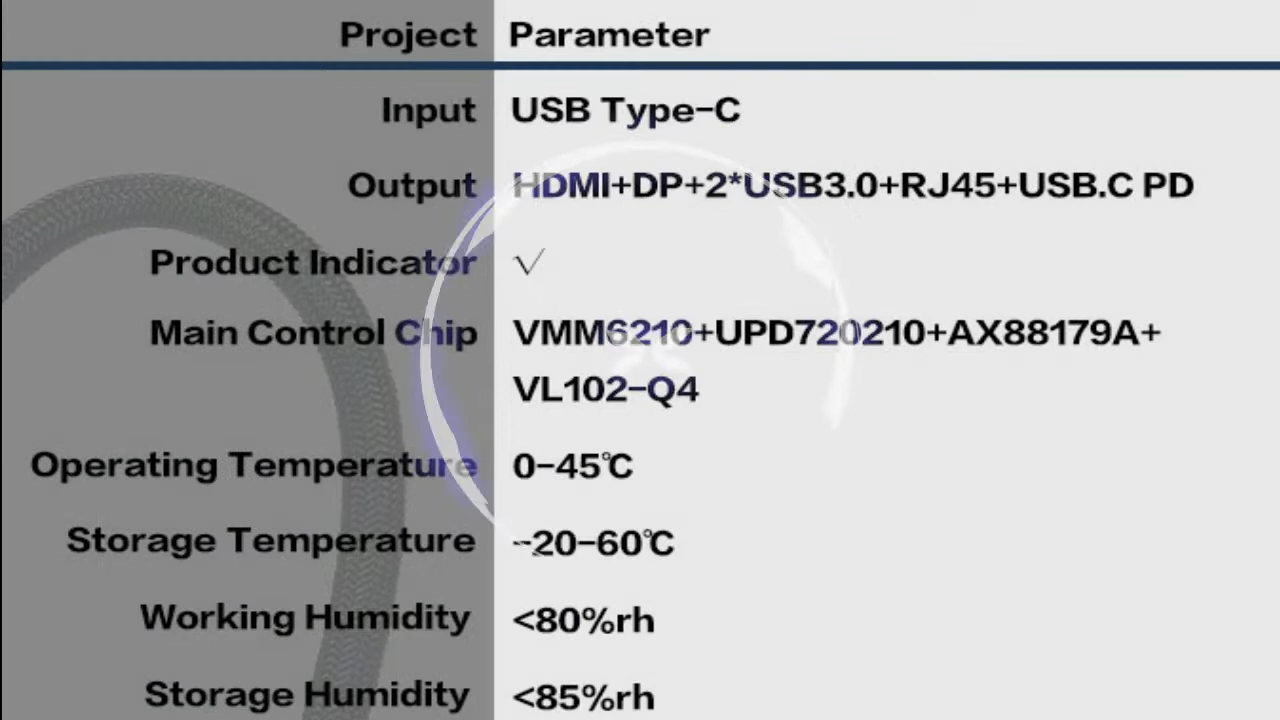 Project Parameter
Input USB Type-C
Output HDMI+DP+2*USB3.0+RJ45+USB.C PD
Product Indicator √
Main Control Chip VMM6210+UPD720210+AX88179A+
VL102-Q4
Operating Temperature 0-45℃
Storage Temperature -20-60℃
Working Humidity <80%rh
Storage Humidity <85%rh